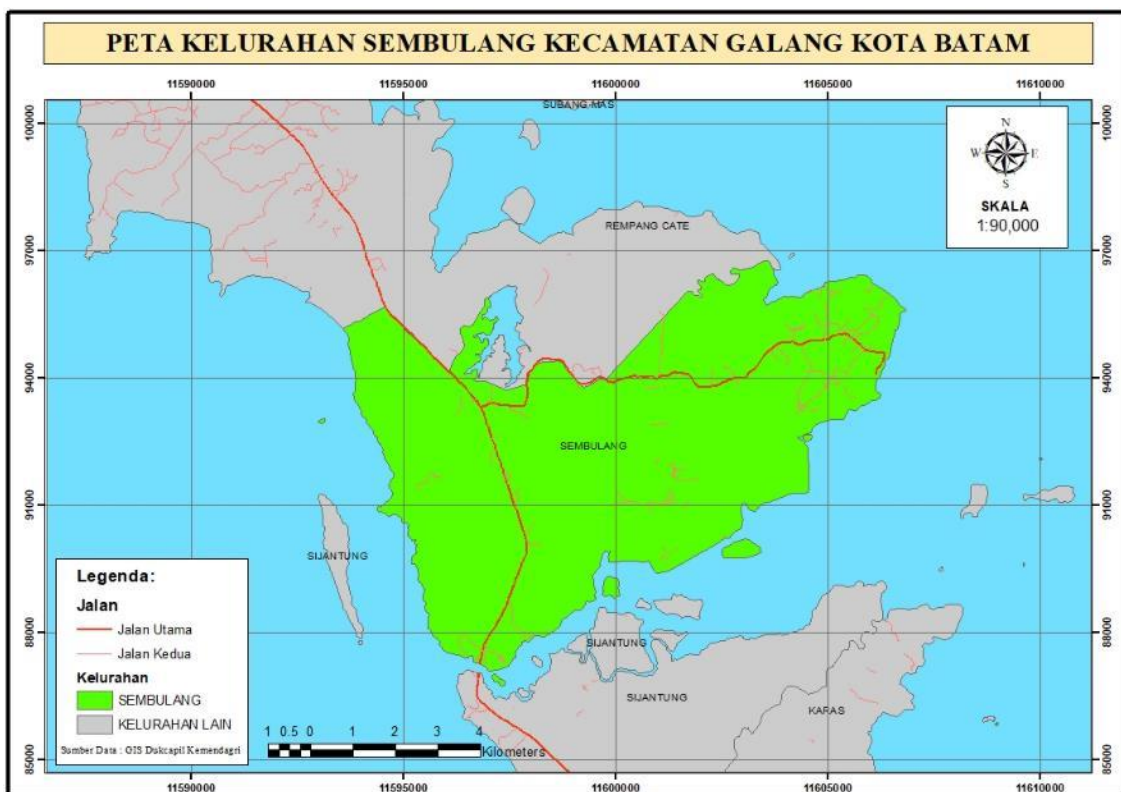 PETA KELURAHAN SEMBULANG KECAMATAN GALANG KOTA BATAM
11590000 11595000 11600000 11605000 11610000
100000 100000
SUBANG MAS
N
W E
S
SKALA
1:90,000
REMPANG CATE
97000 97000
94000 94000
SEMBULANG
91000 91000
SIJANTUNG
Legenda:
Jalan
Jalan Utama
Jalan Kedua
Kelurahan
SEMBULANG
KELURAHAN LAIN
Sumber Data : GIS Dukcapil Kemendagri
88000 88000
SIJANTUNG
SIJANTUNG
KARAS
1 0.5 0 1 2 3 4
Kilometers
85000 85000
11590000 11595000 11600000 11605000 11610000